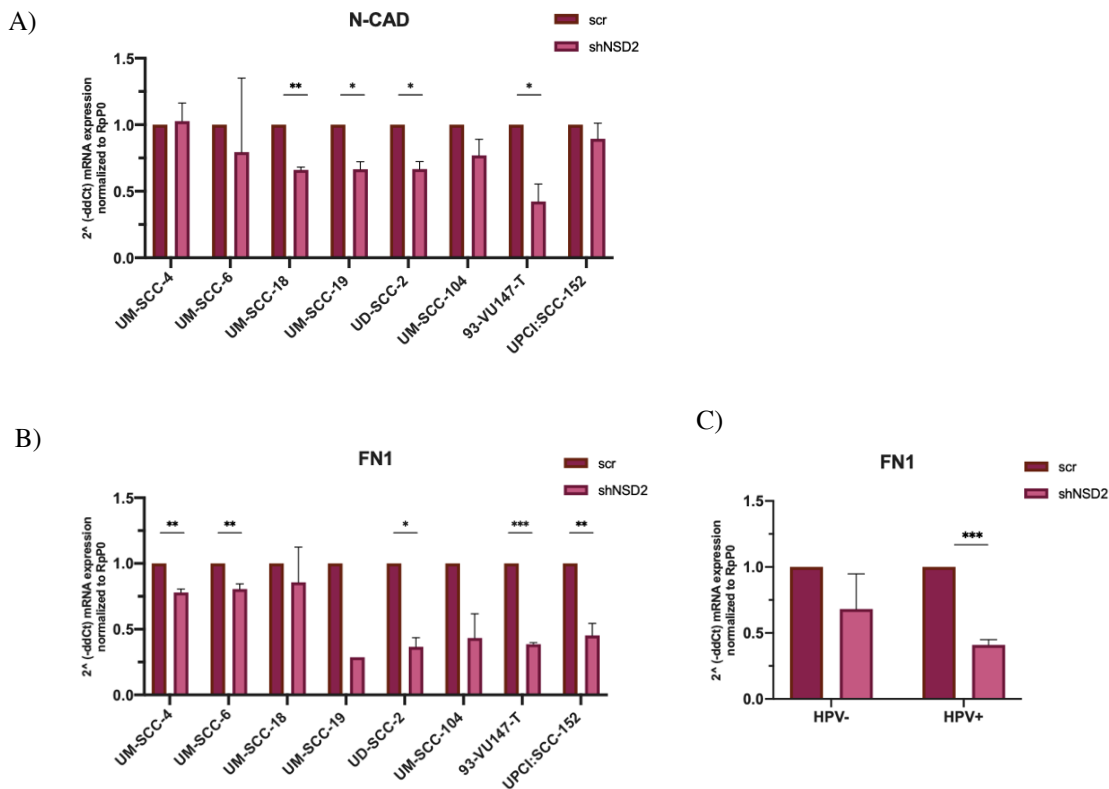 A)
N-CAD
scr
shNSD2
2^ (-ddCt) mRNA expression
normalized to RpP0
1.5
1.0
0.5
0.0
** * * *
UM-SCC-4 UM-SCC-6 UM-SCC-18 UM-SCC-19 UD-SCC-2 UM-SCC-104 93-VU147-T UPCI:SCC-152
B)
FN1
scr
shNSD2
2^ (-ddCt) mRNA expression
normalized to RpP0
1.5
1.0
0.5
0.0
** ** * *** **
UM-SCC-4 UM-SCC-6 UM-SCC-18 UM-SCC-19 UD-SCC-2 UM-SCC-104 93-VU147-T UPCI:SCC-152
C)
FN1
scr
shNSD2
2^ (-ddCt) mRNA expression
normalized to RpP0
1.5
1.0
0.5
0.0
***
HPV- HPV+